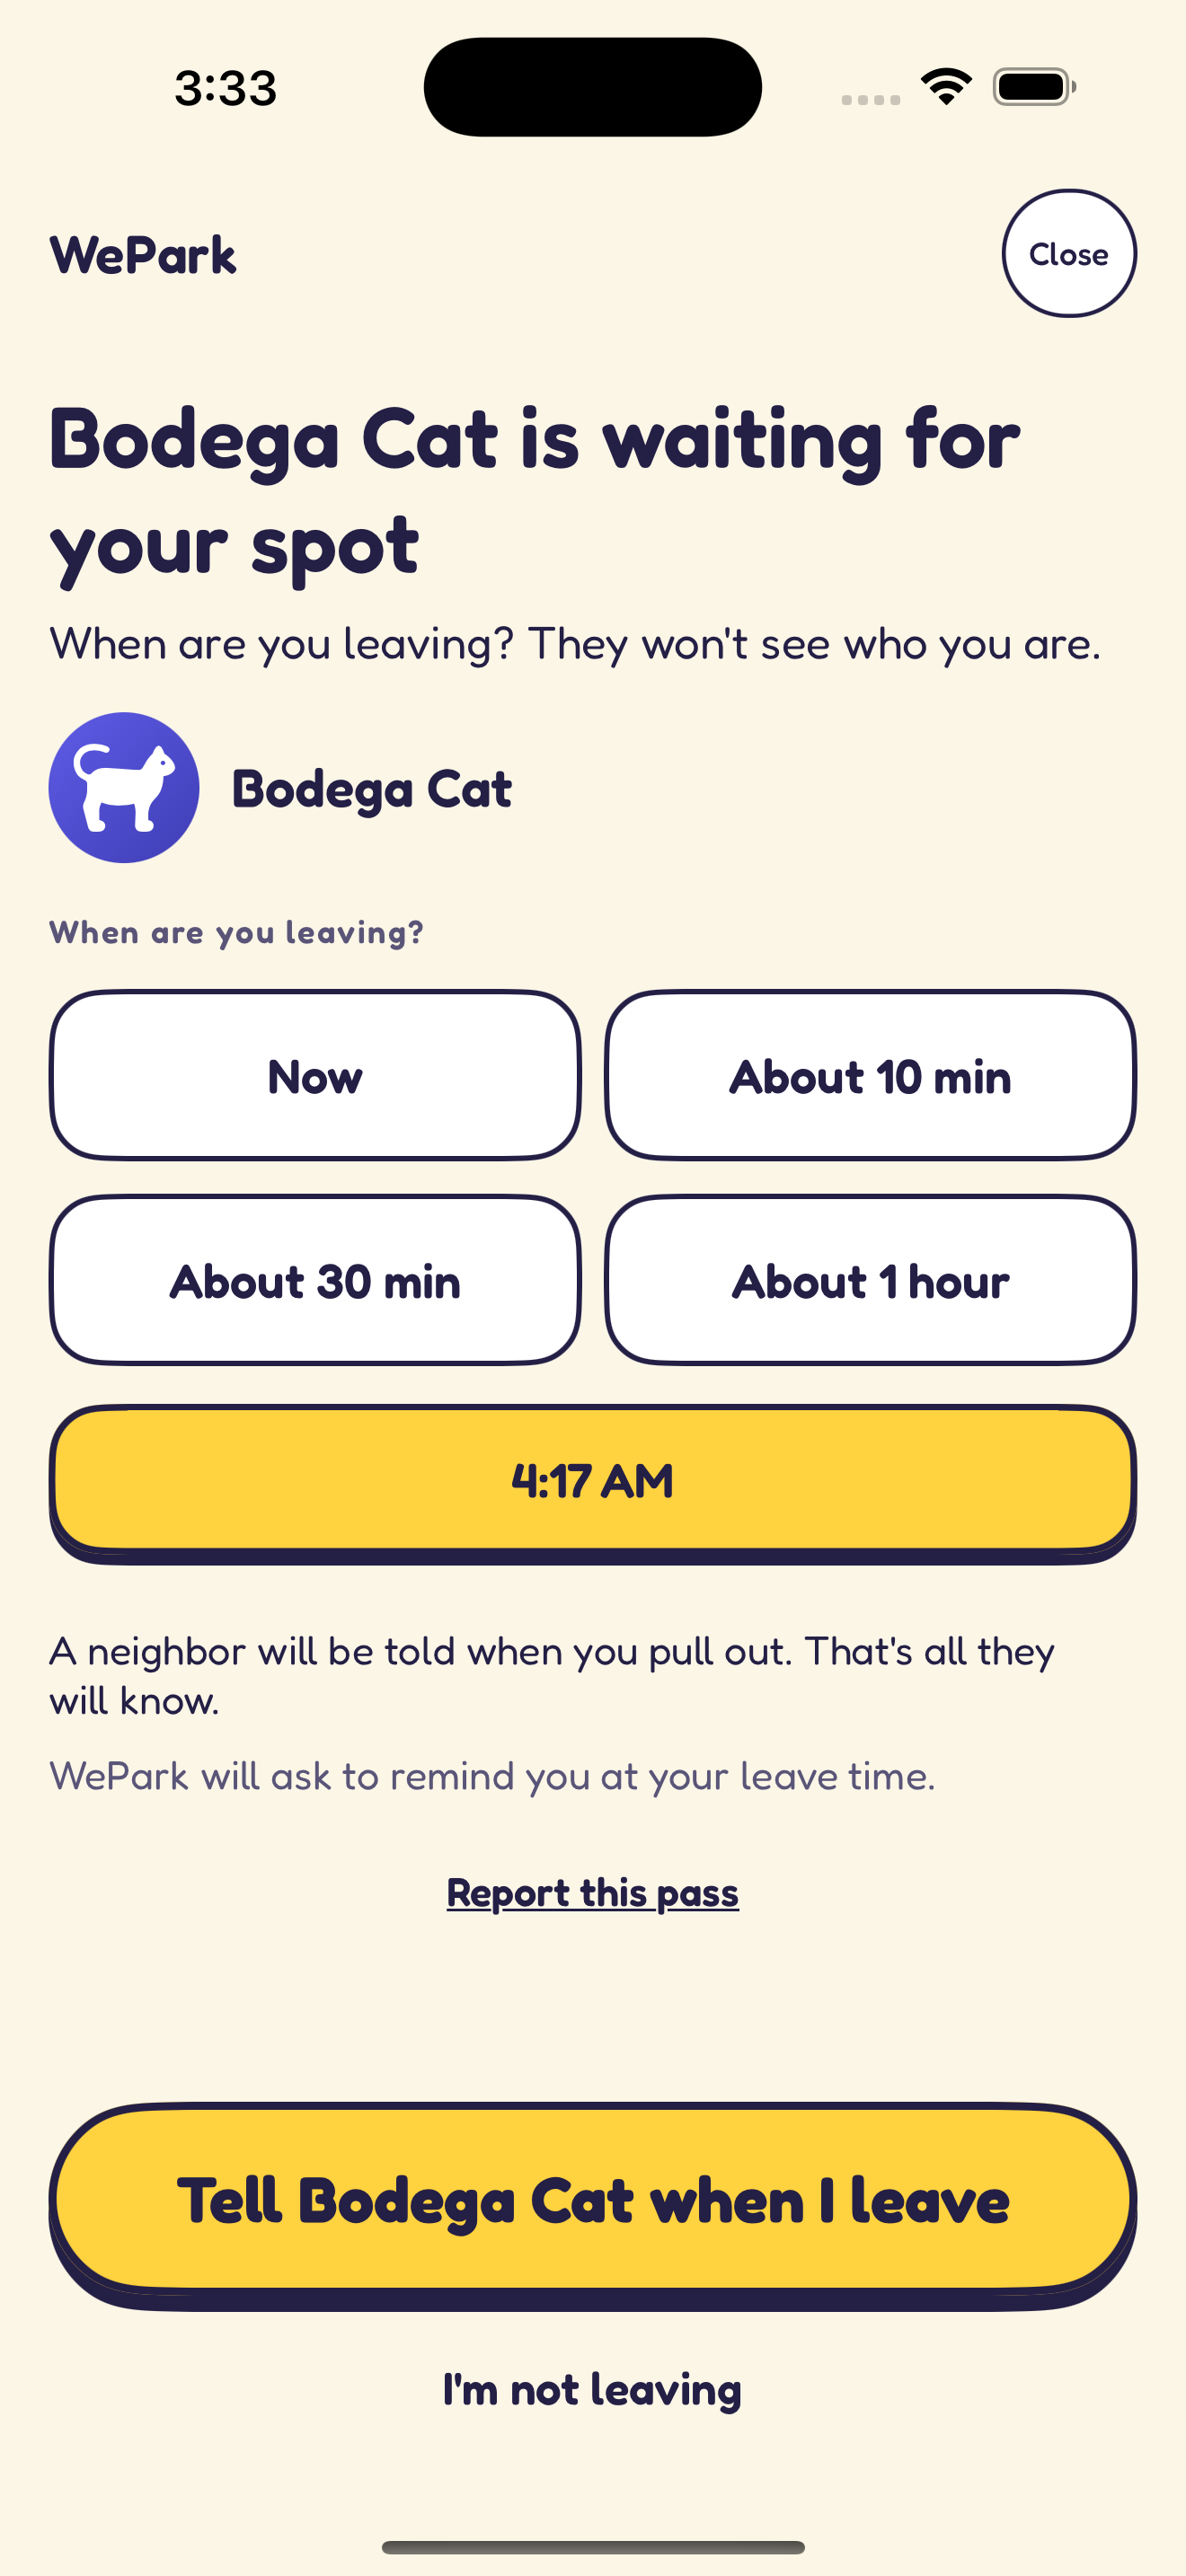 3:33
WePark
Close
Bodega Cat is waiting for
your spot
When are you leaving? They won't see who you are.
Bodega Cat
When are you leaving?
Now
About 10 min
About 30 min
About 1 hour
4:17 AM
A neighbor will be told when you pull out. That's all they
will know.
WePark will ask to remind you at your leave time.
Report this pass
Tell Bodega Cat when I leave
I'm not leaving